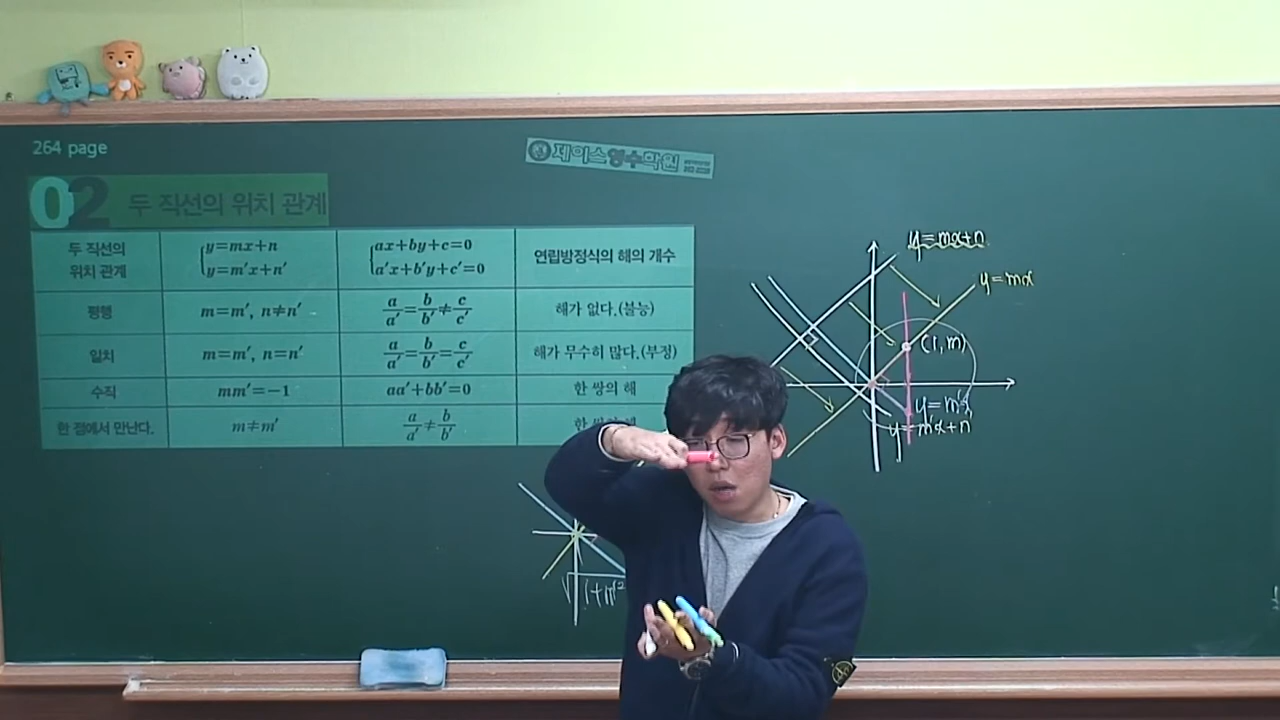 264 page
제이스영수학원
02 두 직선의 위치 관계
두 직선의 위치 관계
y=mx+n
y=m'x+n'
ax+by+c=0
a'x+b'y+c'=0
연립방정식의 해의 개수
평행
m=m', n≠n'
a/a'=b/b'≠c/c'
해가 없다.(불능)
일치
m=m', n=n'
a/a'=b/b'=c/c'
해가 무수히 많다.(부정)
수직
mm'=-1
aa'+bb'=0
한 쌍의 해
한 점에서 만난다.
m≠m'
a/a'≠b/b'
한
y=mx+n
y=mx
(1, m)
y=m'x
y=m'x+n'